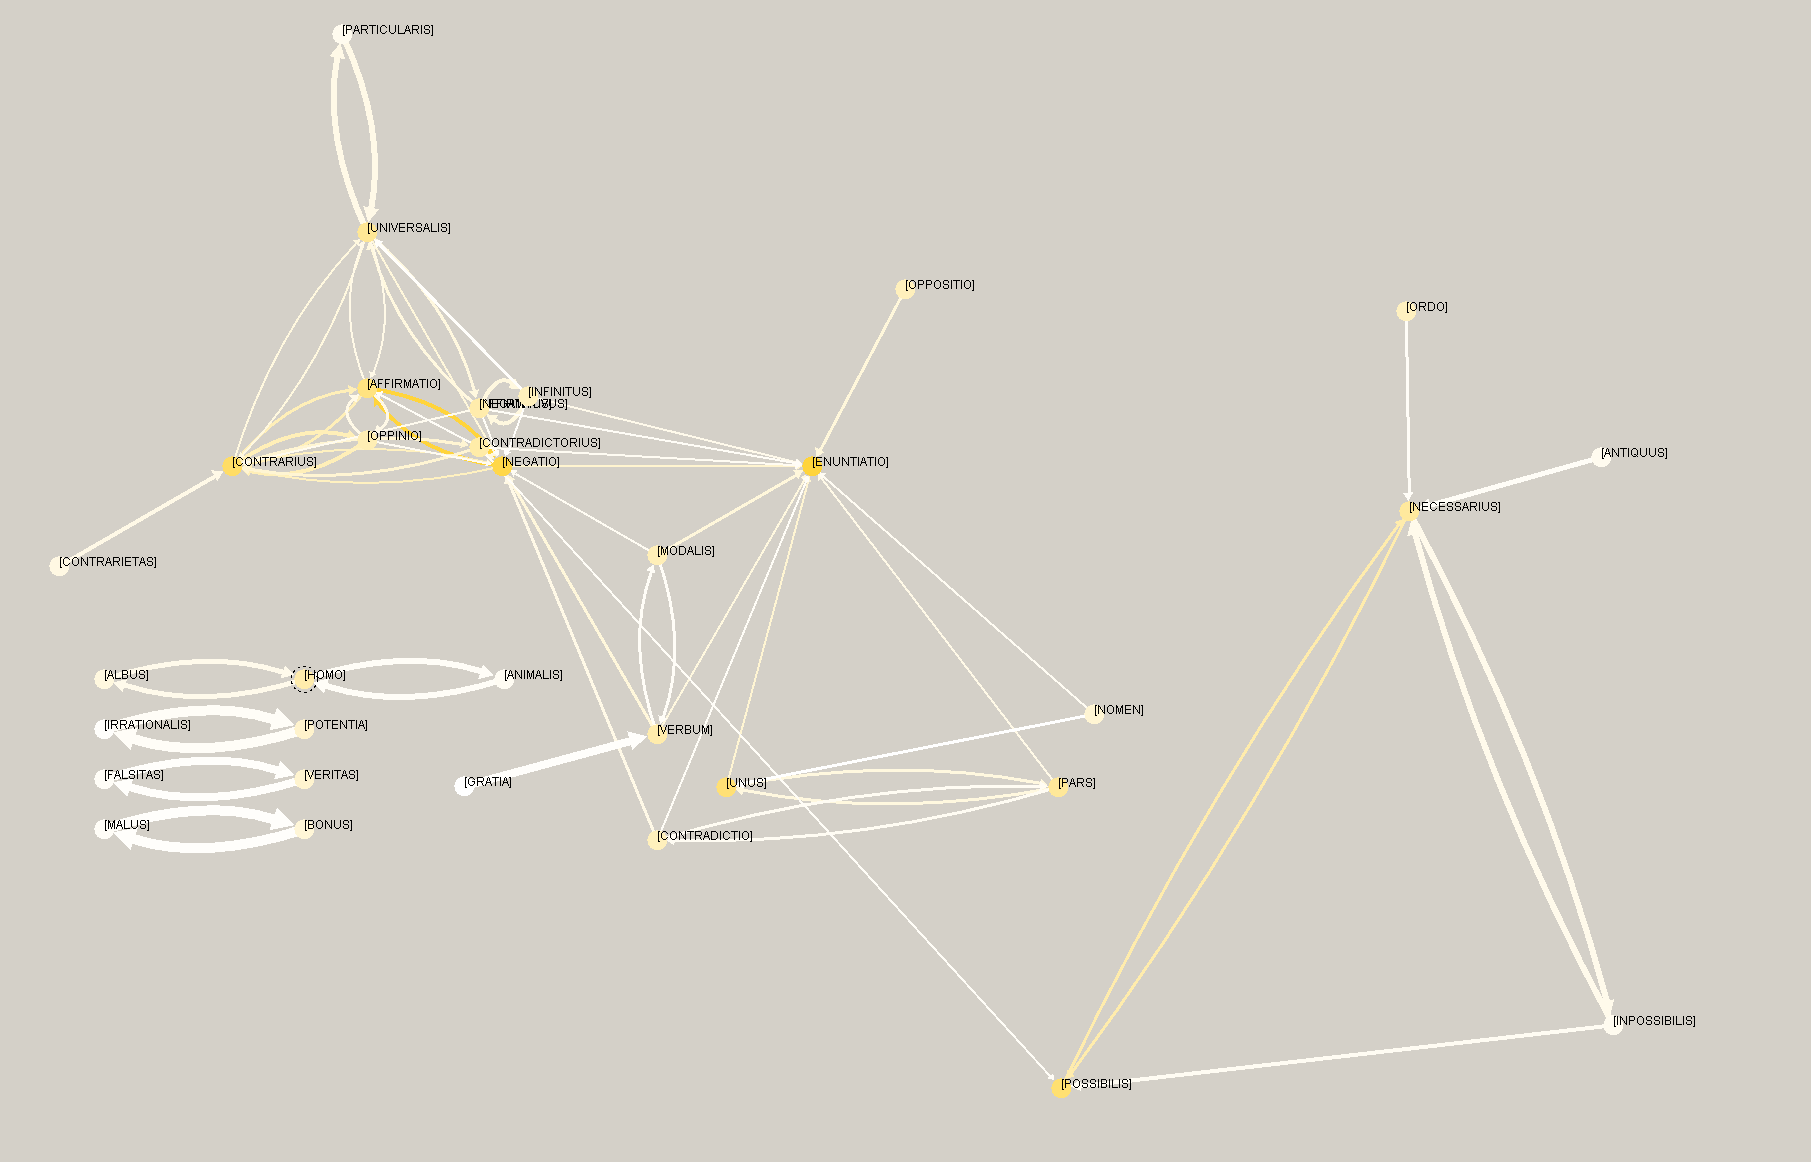 [PARTICULARIS]
[UNIVERSALIS]
[OPPOSITIO]
[ORDO]
[AFFIRMATIO]
[INFINITUS]
[OPPINIO]
[CONTRADICTORIUS]
[CONTRARIUS]
[NEGATIO]
[ENUNTIATIO]
[ANTIQUUS]
[NECESSARIUS]
[MODALIS]
[CONTRARIETAS]
[ALBUS]
[HOMO]
[ANIMALIS]
[NOMEN]
[IRRATIONALIS]
[POTENTIA]
[VERBUM]
[FALSITAS]
[VERITAS]
[GRATIA]
[UNUS]
[PARS]
[MALUS]
[BONUS]
[CONTRADICTIO]
[INPOSSIBILIS]
[POSSIBILIS]